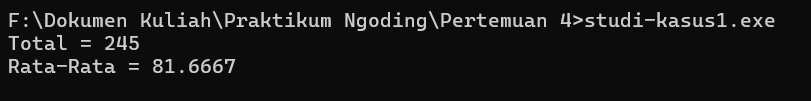 F:\Dokumen Kuliah\Praktikum Ngoding\Pertemuan 4>studi-kasus1.exe
Total = 245
Rata-Rata = 81.6667